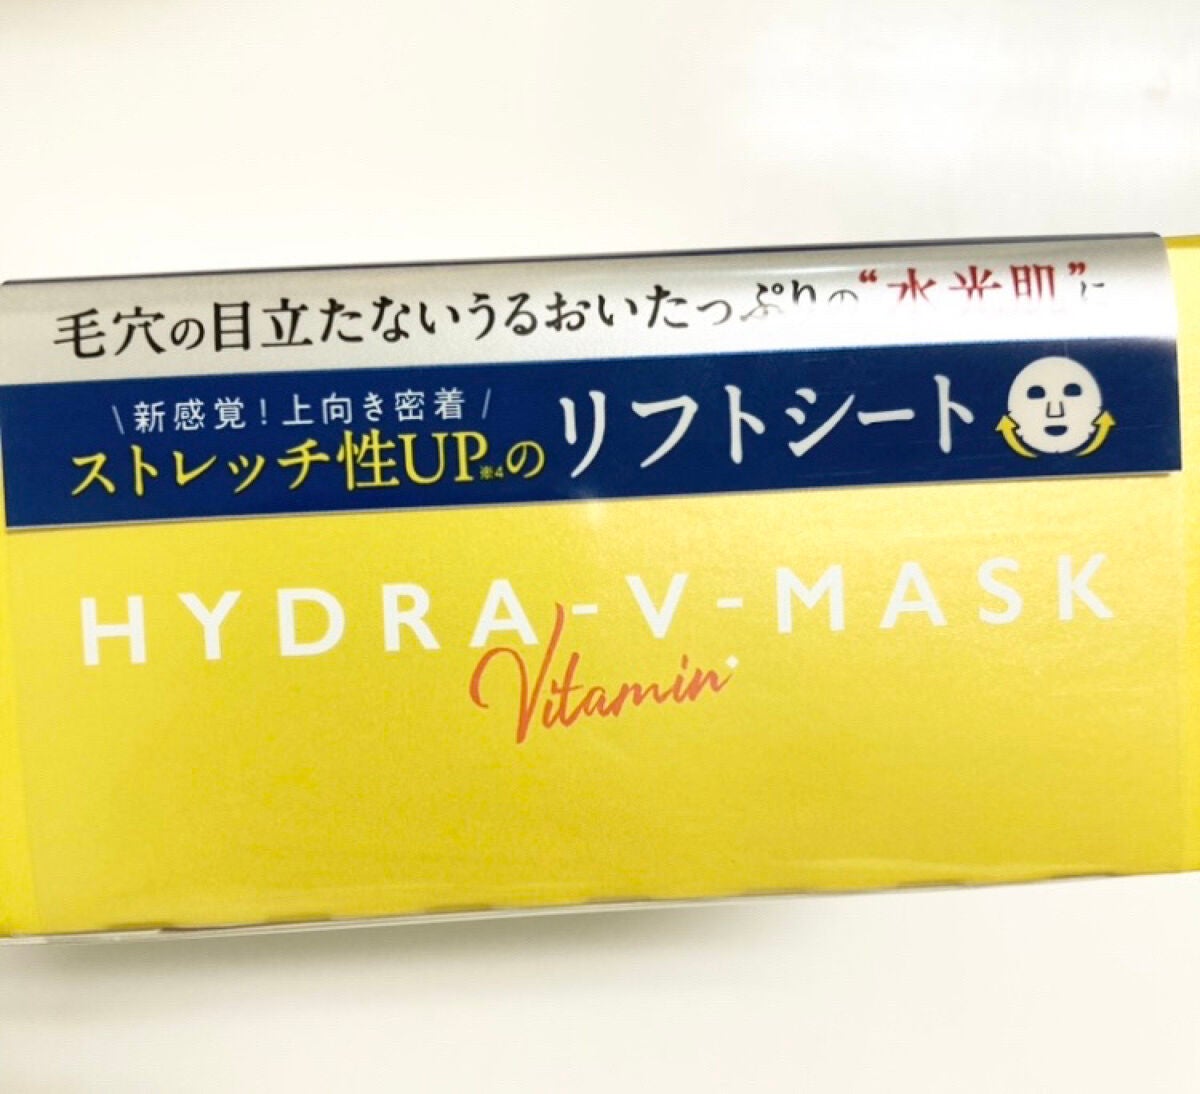 毛穴の目立たないうるおいたっぷりの“水光肌”に
\ 新感覚！上向き密着 /
ストレッチ性UP※4の リフトシート
HYDRA-V-MASK
Vitamin